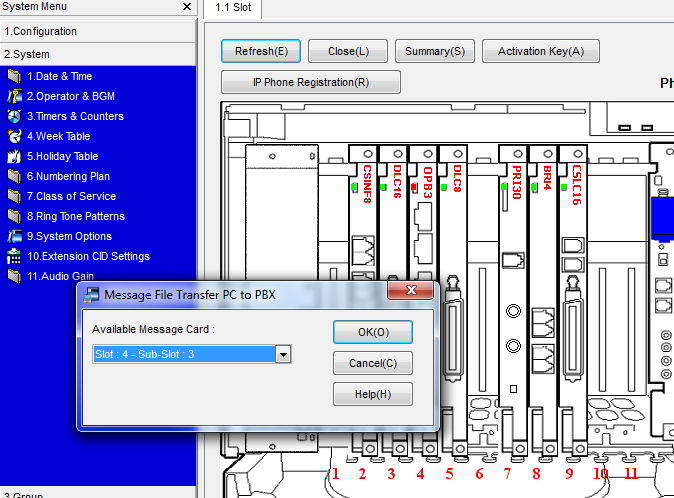 System Menu
1.1 Slot
1.Configuration
2.System
1.Date & Time
2.Operator & BGM
3.Timers & Counters
4.Week Table
5.Holiday Table
6.Numbering Plan
7.Class of Service
8.Ring Tone Patterns
9.System Options
10.Extension CID Settings
11.Audio Gain
3.Group
Refresh(E) Close(L) Summary(S) Activation Key(A)
IP Phone Registration(R)
Ph
CSINF8 DLC16 OPB3 DLC8 PRI30 BRI4 CSLC16
Message File Transfer PC to PBX
Available Message Card :
Slot : 4 - Sub-Slot : 3
OK(O)
Cancel(C)
Help(H)
1 2 3 4 5 6 7 8 9 10 11